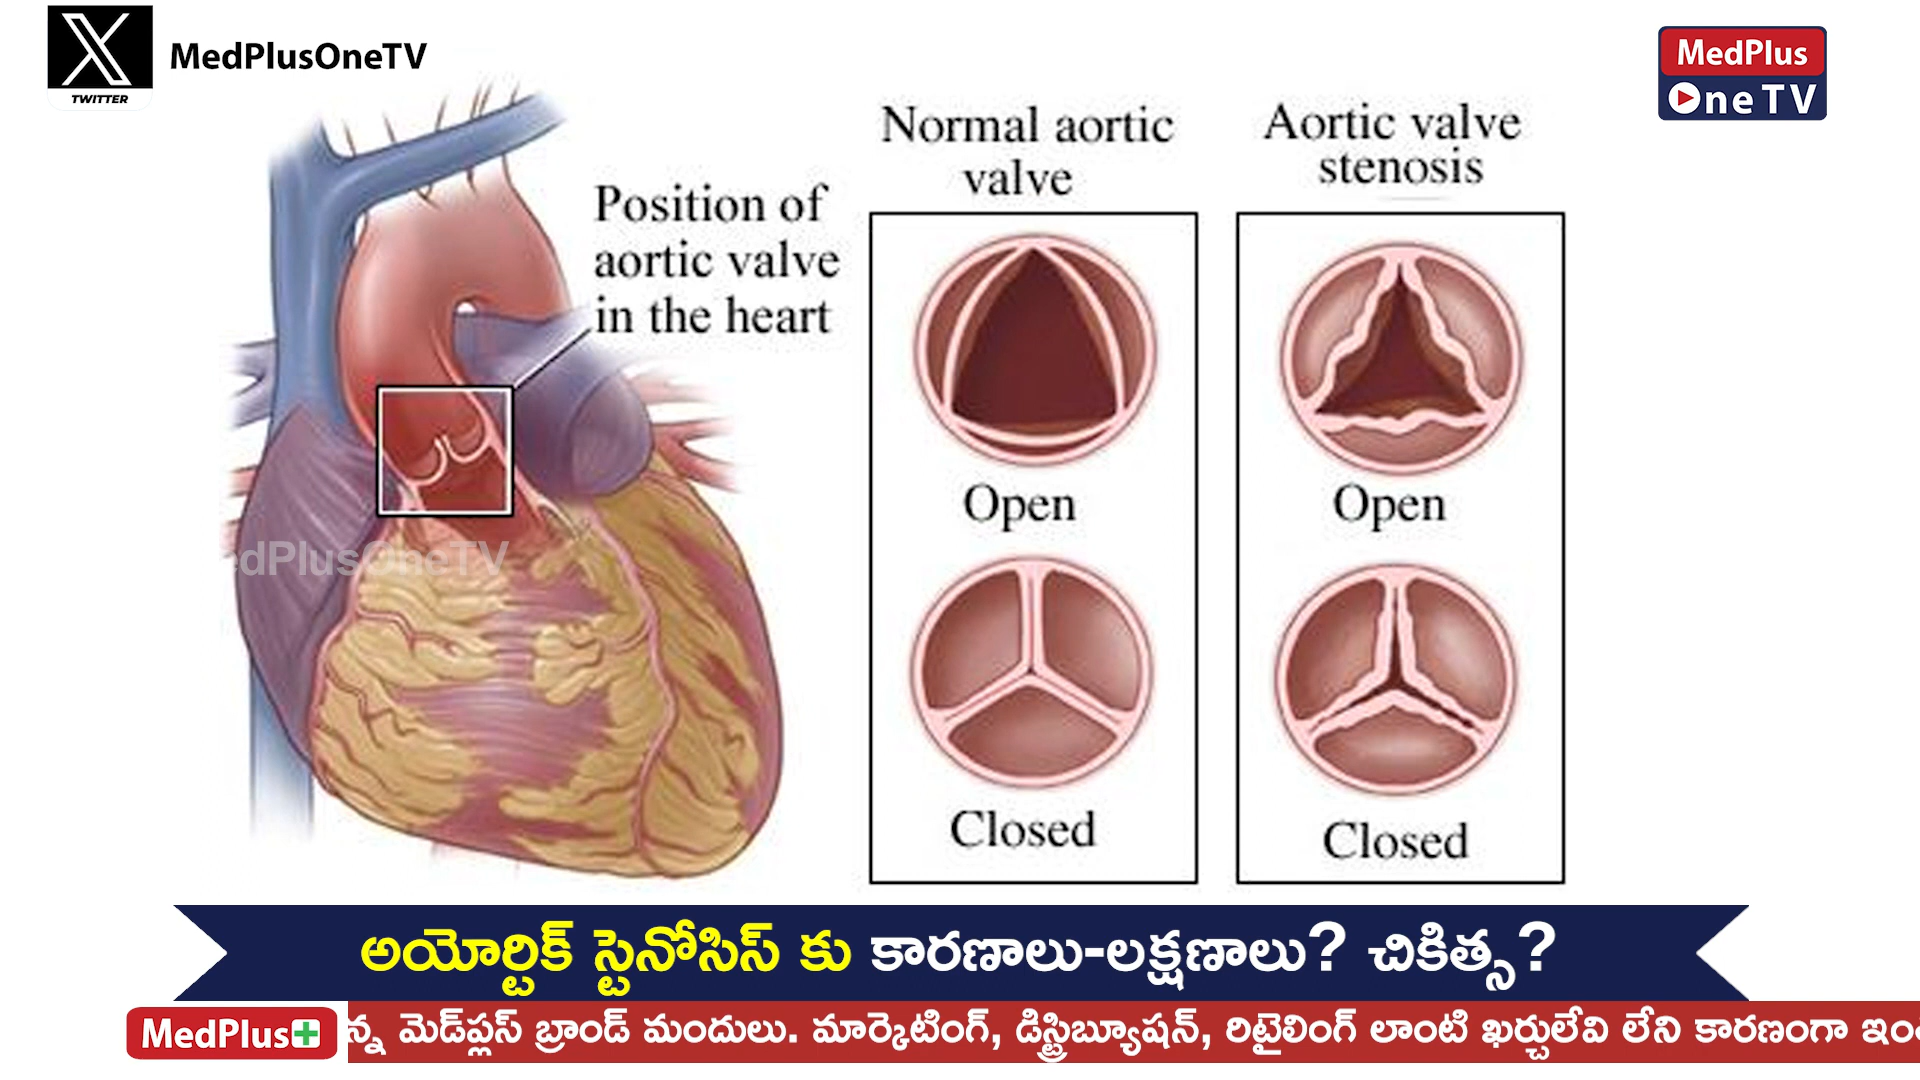 TWITTER
MedPlusOneTV
MedPlus
One TV
Position of
aortic valve
in the heart
Normal aortic
valve
Open
Closed
Aortic valve
stenosis
Open
Closed
edPlusOneTV
అయోర్టిక్ స్టెనోసిస్ కు కారణాలు-లక్షణాలు? చికిత్స?
MedPlus+
న్న మెడ్‌ప్లస్ బ్రాండ్ మందులు. మార్కెటింగ్, డిస్ట్రిబ్యూషన్, రిటైలింగ్ లాంటి ఖర్చులేవి లేని కారణంగా